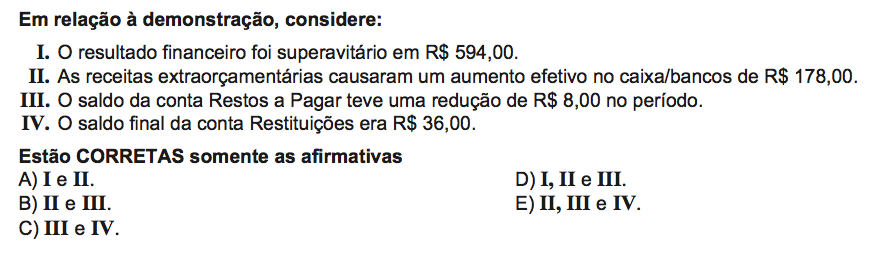 Em relação à demonstração, considere:
I. O resultado financeiro foi superavitário em R$ 594,00.
II. As receitas extraorçamentárias causaram um aumento efetivo no caixa/bancos de R$ 178,00.
III. O saldo da conta Restos a Pagar teve uma redução de R$ 8,00 no período.
IV. O saldo final da conta Restituições era R$ 36,00.
Estão CORRETAS somente as afirmativas
A) I e II.
B) II e III.
C) III e IV.
D) I, II e III.
E) II, III e IV.